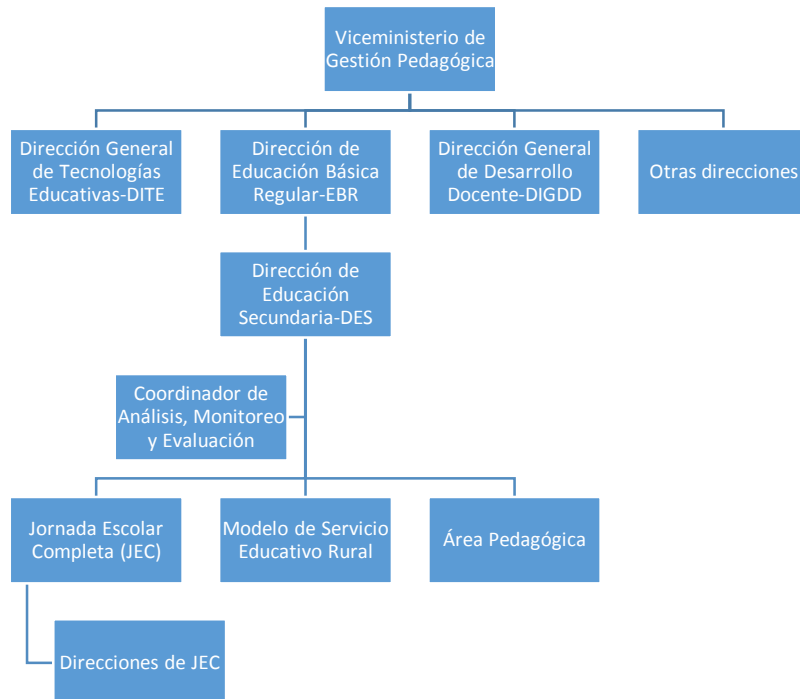 Viceministerio de
Gestión Pedagógica
Dirección General
de Tecnologías
Educativas-DITE
Dirección de
Educación Básica
Regular-EBR
Dirección General
de Desarrollo
Docente-DIGDD
Otras direcciones
Dirección de
Educación
Secundaria-DES
Coordinador de
Análisis, Monitoreo
y Evaluación
Jornada Escolar
Completa (JEC)
Modelo de Servicio
Educativo Rural
Área Pedagógica
Direcciones de JEC